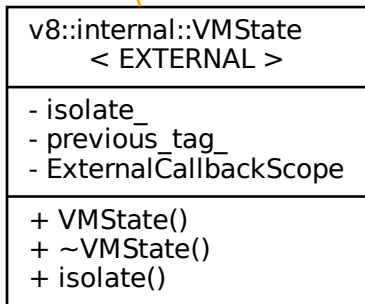 v8::internal::VMState
< EXTERNAL >
- isolate_
- previous_tag_
- ExternalCallbackScope
+ VMState()
+ ~VMState()
+ isolate()